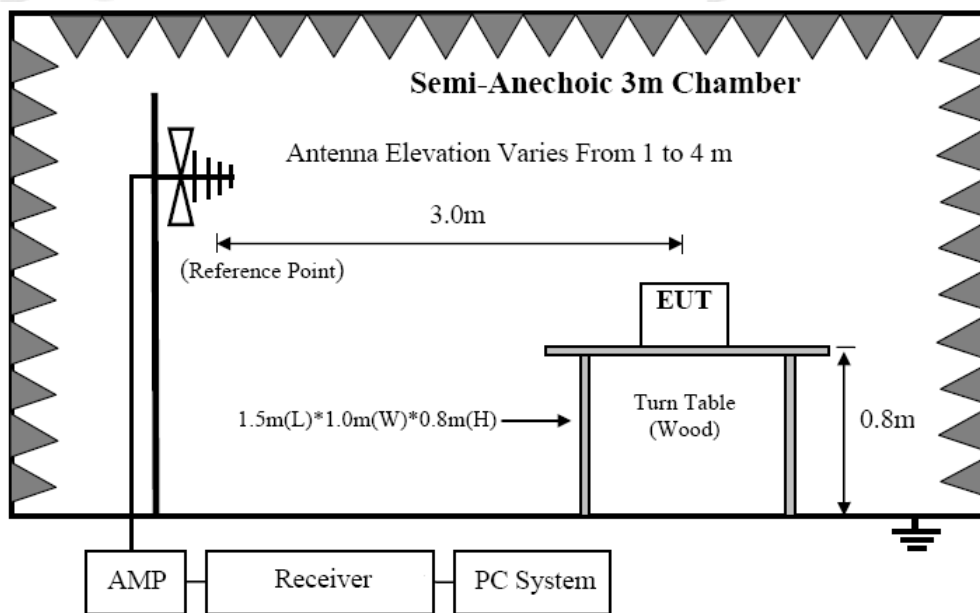 Semi-Anechoic 3m Chamber
Antenna Elevation Varies From 1 to 4 m
3.0m
(Reference Point)
EUT
1.5m(L)*1.0m(W)*0.8m(H)
Turn Table
(Wood)
0.8m
AMP
Receiver
PC System